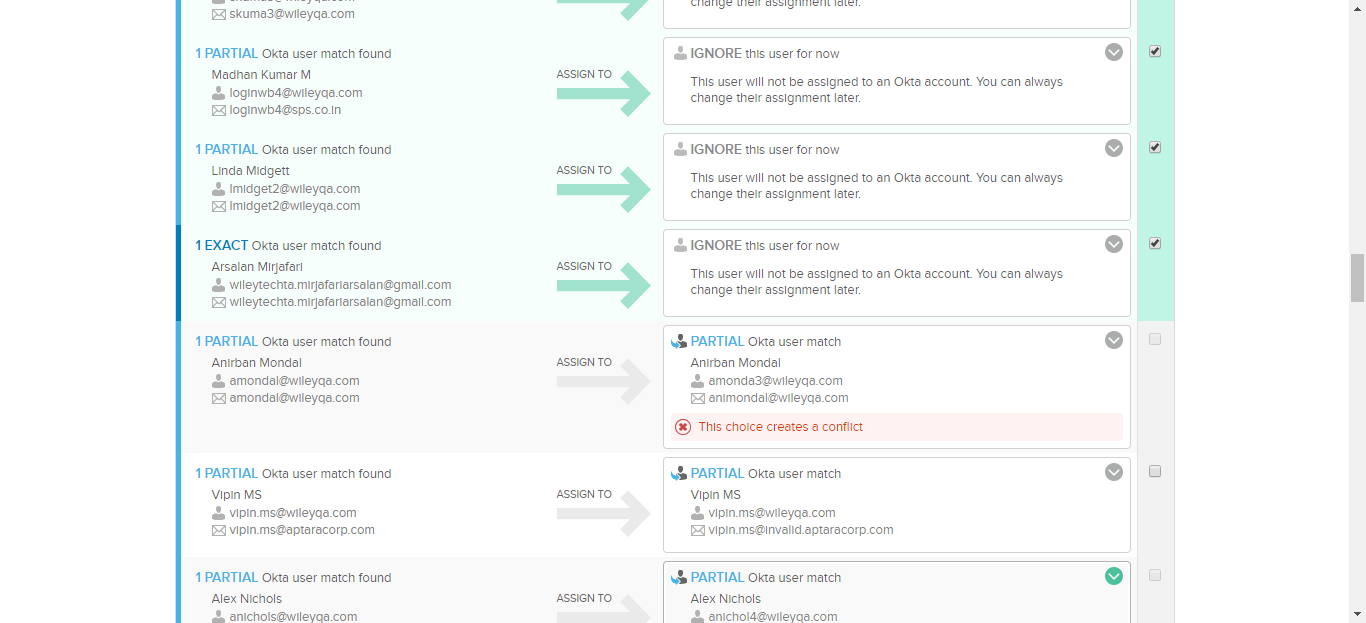 skuma3@wileyqa.com
change their assignment later.
1 PARTIAL Okta user match found
Madhan Kumar M
loginwb4@wileyqa.com
loginwb4@sps.co.in
ASSIGN TO
IGNORE this user for now
This user will not be assigned to an Okta account. You can always
change their assignment later.
1 PARTIAL Okta user match found
Linda Midgett
lmidget2@wileyqa.com
lmidget2@wileyqa.com
ASSIGN TO
IGNORE this user for now
This user will not be assigned to an Okta account. You can always
change their assignment later.
1 EXACT Okta user match found
Arsalan Mirjafari
wileytechta.mirjafariarsalan@gmail.com
wileytechta.mirjafariarsalan@gmail.com
ASSIGN TO
IGNORE this user for now
This user will not be assigned to an Okta account. You can always
change their assignment later.
1 PARTIAL Okta user match found
Anirban Mondal
amondal@wileyqa.com
amondal@wileyqa.com
ASSIGN TO
PARTIAL Okta user match
Anirban Mondal
amonda3@wileyqa.com
animondal@wileyqa.com
This choice creates a conflict
1 PARTIAL Okta user match found
Vipin MS
vipin.ms@wileyqa.com
vipin.ms@aptaracorp.com
ASSIGN TO
PARTIAL Okta user match
Vipin MS
vipin.ms@wileyqa.com
vipin.ms@invalid.aptaracorp.com
1 PARTIAL Okta user match found
Alex Nichols
anichols@wileyqa.com
ASSIGN TO
PARTIAL Okta user match
Alex Nichols
anichol4@wileyqa.com